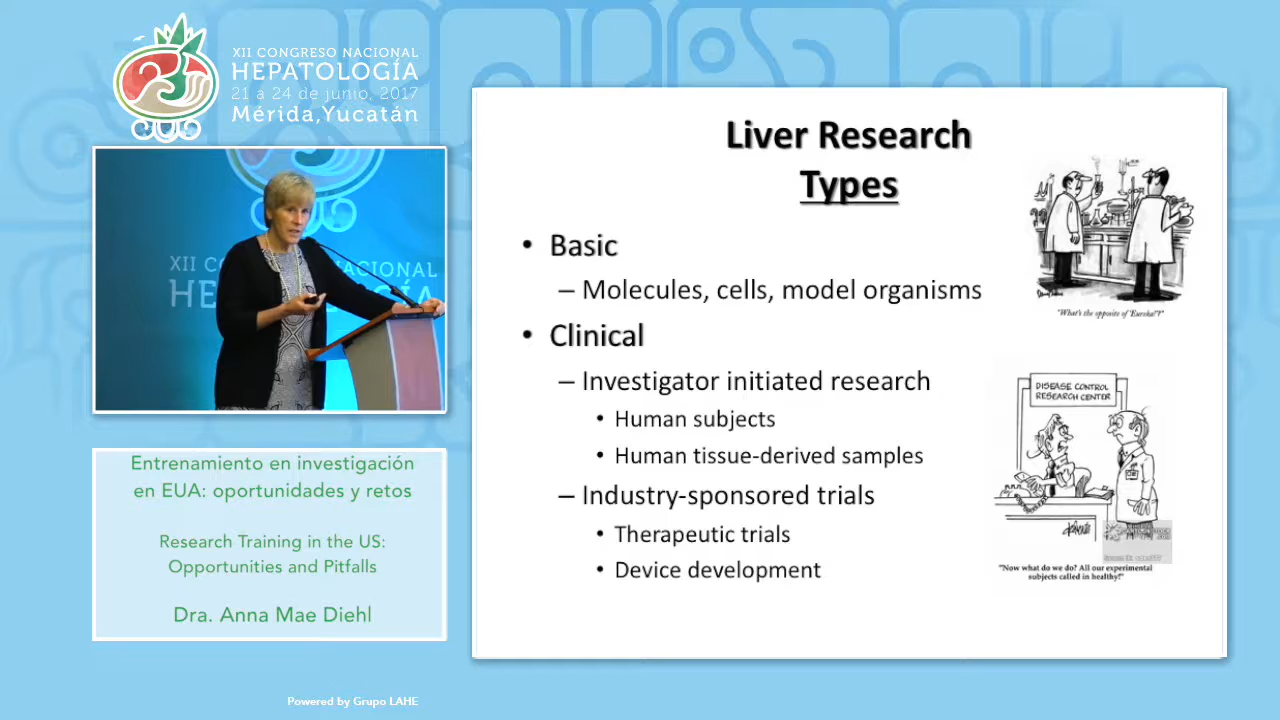 XII CONGRESO NACIONAL
HEPATOLOGÍA
21 a 24 de junio, 2017
Mérida,Yucatán
XII CO
NACIONAL
HE
Entrenamiento en investigación
en EUA: oportunidades y retos
Research Training in the US:
Opportunities and Pitfalls
Dra. Anna Mae Diehl
Powered by Grupo LAHE
Liver Research
Types
• Basic
– Molecules, cells, model organisms
• Clinical
– Investigator initiated research
• Human subjects
• Human tissue-derived samples
– Industry-sponsored trials
• Therapeutic trials
• Device development
"What's the opposite of 'Eureka!'?"
DISEASE CONTROL
RESEARCH CENTER
"Now what do we do? All our experimental
subjects called in healthy!"